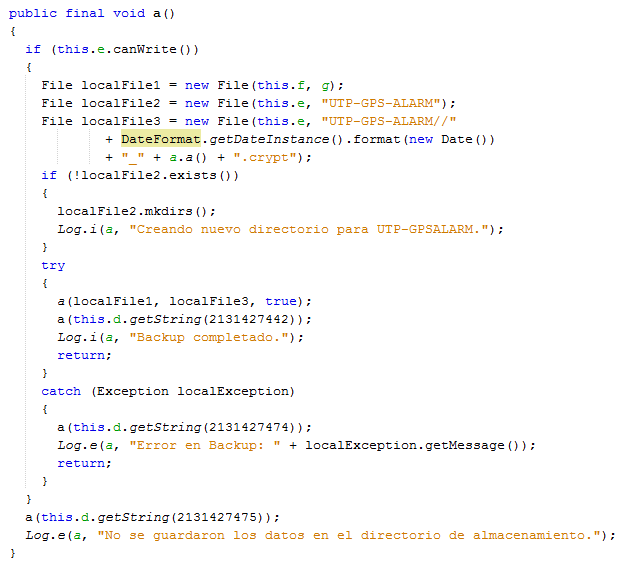 public final void a()
{
  if (this.e.canWrite())
  {
    File localFile1 = new File(this.f, g);
    File localFile2 = new File(this.e, "UTP-GPS-ALARM");
    File localFile3 = new File(this.e, "UTP-GPS-ALARM//"
            + DateFormat.getDateInstance().format(new Date())
            + "_" + a.a() + ".crypt");
    if (!localFile2.exists())
    {
      localFile2.mkdirs();
      Log.i(a, "Creando nuevo directorio para UTP-GPSALARM.");
    }
    try
    {
      a(localFile1, localFile3, true);
      a(this.d.getString(2131427442));
      Log.i(a, "Backup completado.");
      return;
    }
    catch (Exception localException)
    {
      a(this.d.getString(2131427474));
      Log.e(a, "Error en Backup: " + localException.getMessage());
      return;
    }
  }
  a(this.d.getString(2131427475));
  Log.e(a, "No se guardaron los datos en el directorio de almacenamiento.");
}